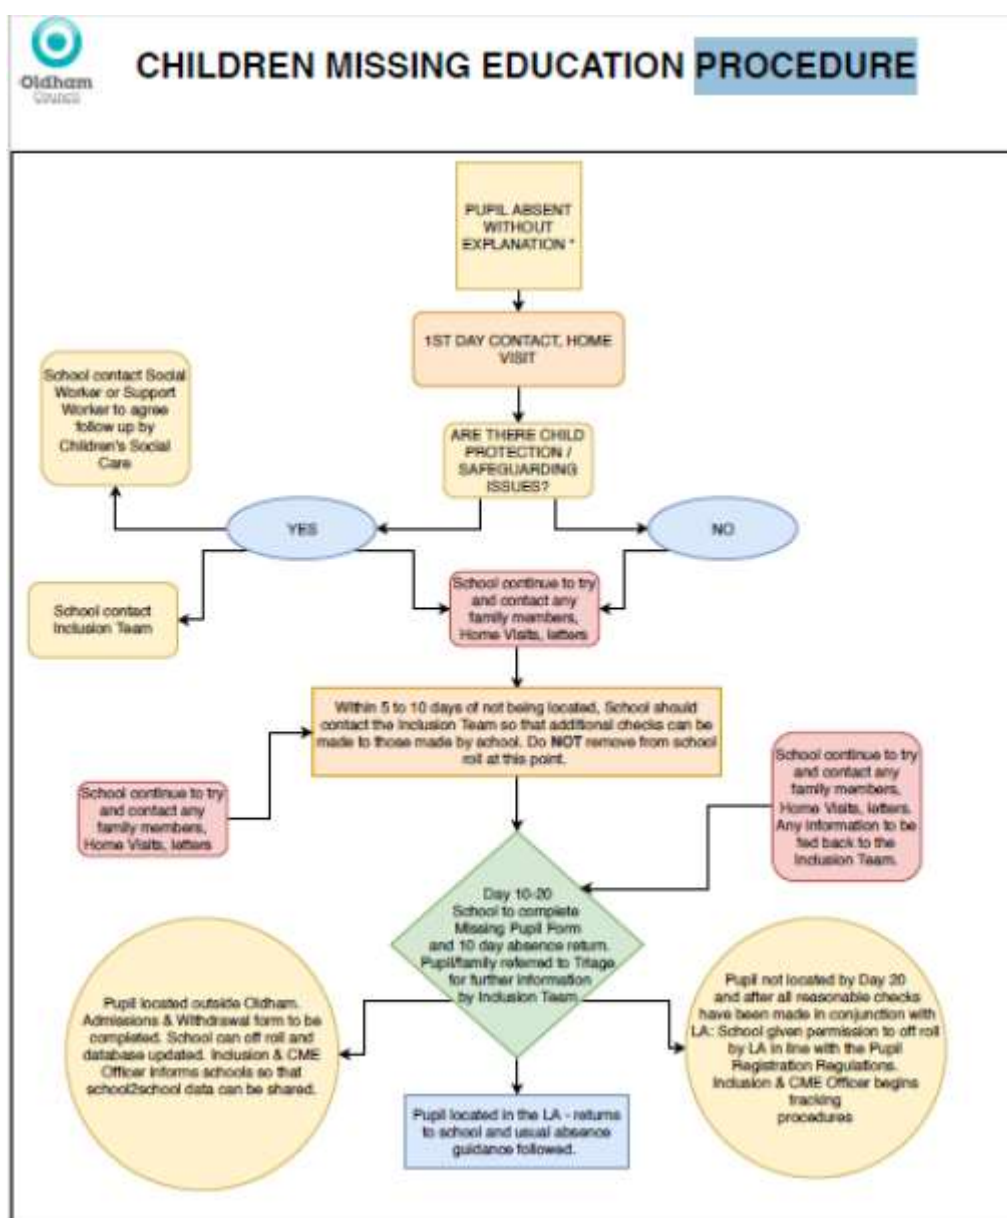 Oldham
Council
CHILDREN MISSING EDUCATION PROCEDURE
PUPIL ABSENT
WITHOUT
EXPLANATION *
1ST DAY CONTACT, HOME
VISIT
School contact Social
Worker or Support
Worker to agree
follow up by
Children's Social
Care
ARE THERE CHILD
PROTECTION /
SAFEGUARDING
ISSUES?
YES
NO
School contact
Inclusion Team
School continue to try
and contact any
family members,
Home Visits, letters
Within 5 to 10 days of not being located, School should
contact the Inclusion Team so that additional checks can be
made to those made by school. Do NOT remove from school
roll at this point.
School continue to try
and contact any
family members,
Home Visits, letters
School continue to try
and contact any
family members,
Home Visits, letters.
Any information to be
fed back to the
Inclusion Team.
Day 10-20
School to complete
Missing Pupil Form
and 10 day absence return.
Pupil/family referred to Triage
for further information
by Inclusion Team
Pupil located outside Oldham.
Admissions & Withdrawal form to be
completed. School can off roll and
database updated. Inclusion & CME
Officer informs schools so that
school2school data can be shared.
Pupil not located by Day 20
and after all reasonable checks
have been made in conjunction with
LA: School given permission to off roll
by LA in line with the Pupil
Registration Regulations.
Inclusion & CME Officer begins
tracking
procedures
Pupil located in the LA - returns
to school and usual absence
guidance followed.